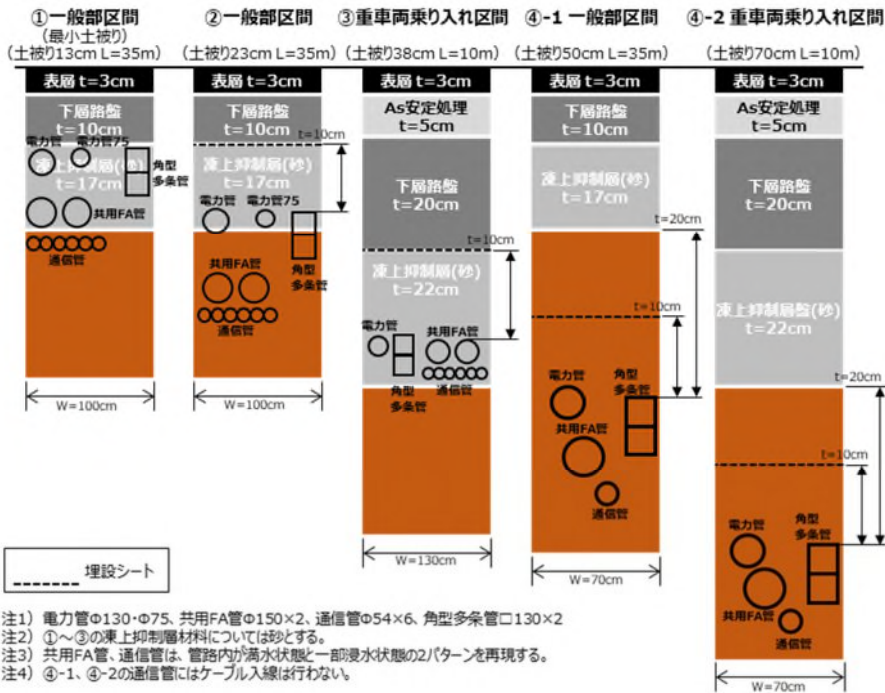 ①一般部区間
(最小土被り)
(土被り13cm L=35m)
②一般部区間
(土被り23cm L=35m)
③重車両乗り入れ区間
(土被り38cm L=10m)
④-1 一般部区間
(土被り50cm L=35m)
④-2 重車両乗り入れ区間
(土被り70cm L=10m)
表層 t=3cm
下層路盤
t=10cm
電力管
電力管75
凍上抑制層(砂)
t=17cm
角型
多条管
共用FA管
通信管
W=100cm
表層 t=3cm
下層路盤
t=10cm
t=10cm
凍上抑制層(砂)
t=17cm
電力管
電力管75
共用FA管
角型
多条管
通信管
W=100cm
表層 t=3cm
As安定処理
t=5cm
下層路盤
t=20cm
t=10cm
凍上抑制層(砂)
t=22cm
電力管
共用FA管
角型
多条管
通信管
W=130cm
表層 t=3cm
下層路盤
t=10cm
凍上抑制層(砂)
t=17cm
t=20cm
t=10cm
電力管
角型
多条管
共用FA管
通信管
W=70cm
表層 t=3cm
As安定処理
t=5cm
下層路盤
t=20cm
凍上抑制層盤(砂)
t=22cm
t=20cm
t=10cm
電力管
角型
多条管
共用FA管
通信管
W=70cm
埋設シート
注1) 電力管Φ130・Φ75、共用FA管Φ150×2、通信管Φ54×6、角型多条管□130×2
注2) ①~③の凍上抑制層材料については砂とする。
注3) 共用FA管、通信管は、管路内が満水状態と一部浸水状態の2パターンを再現する。
注4) ④-1、④-2の通信管にはケーブル入線は行わない。